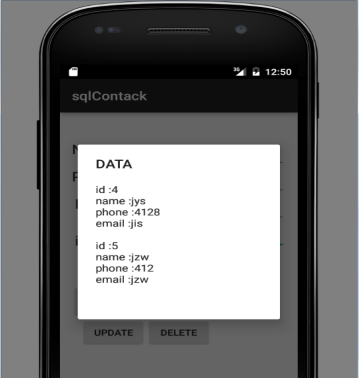 3G 12:50
sqlContack
N
P
DATA
id :4
name :jys
phone :4128
email :jis
id :5
name :jzw
phone :412
email :jzw
i
UPDATE DELETE